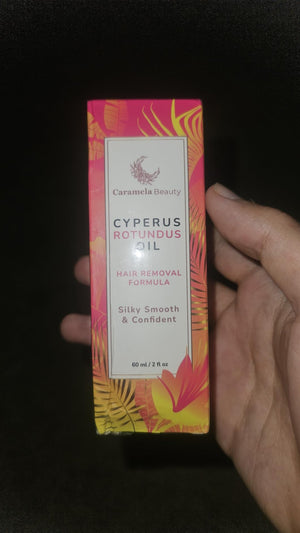 Caramela Beauty
CYPERUS
ROTUNDUS
OIL
HAIR REMOVAL
FORMULA
Silky Smooth
& Confident
60 ml / 2 fl oz